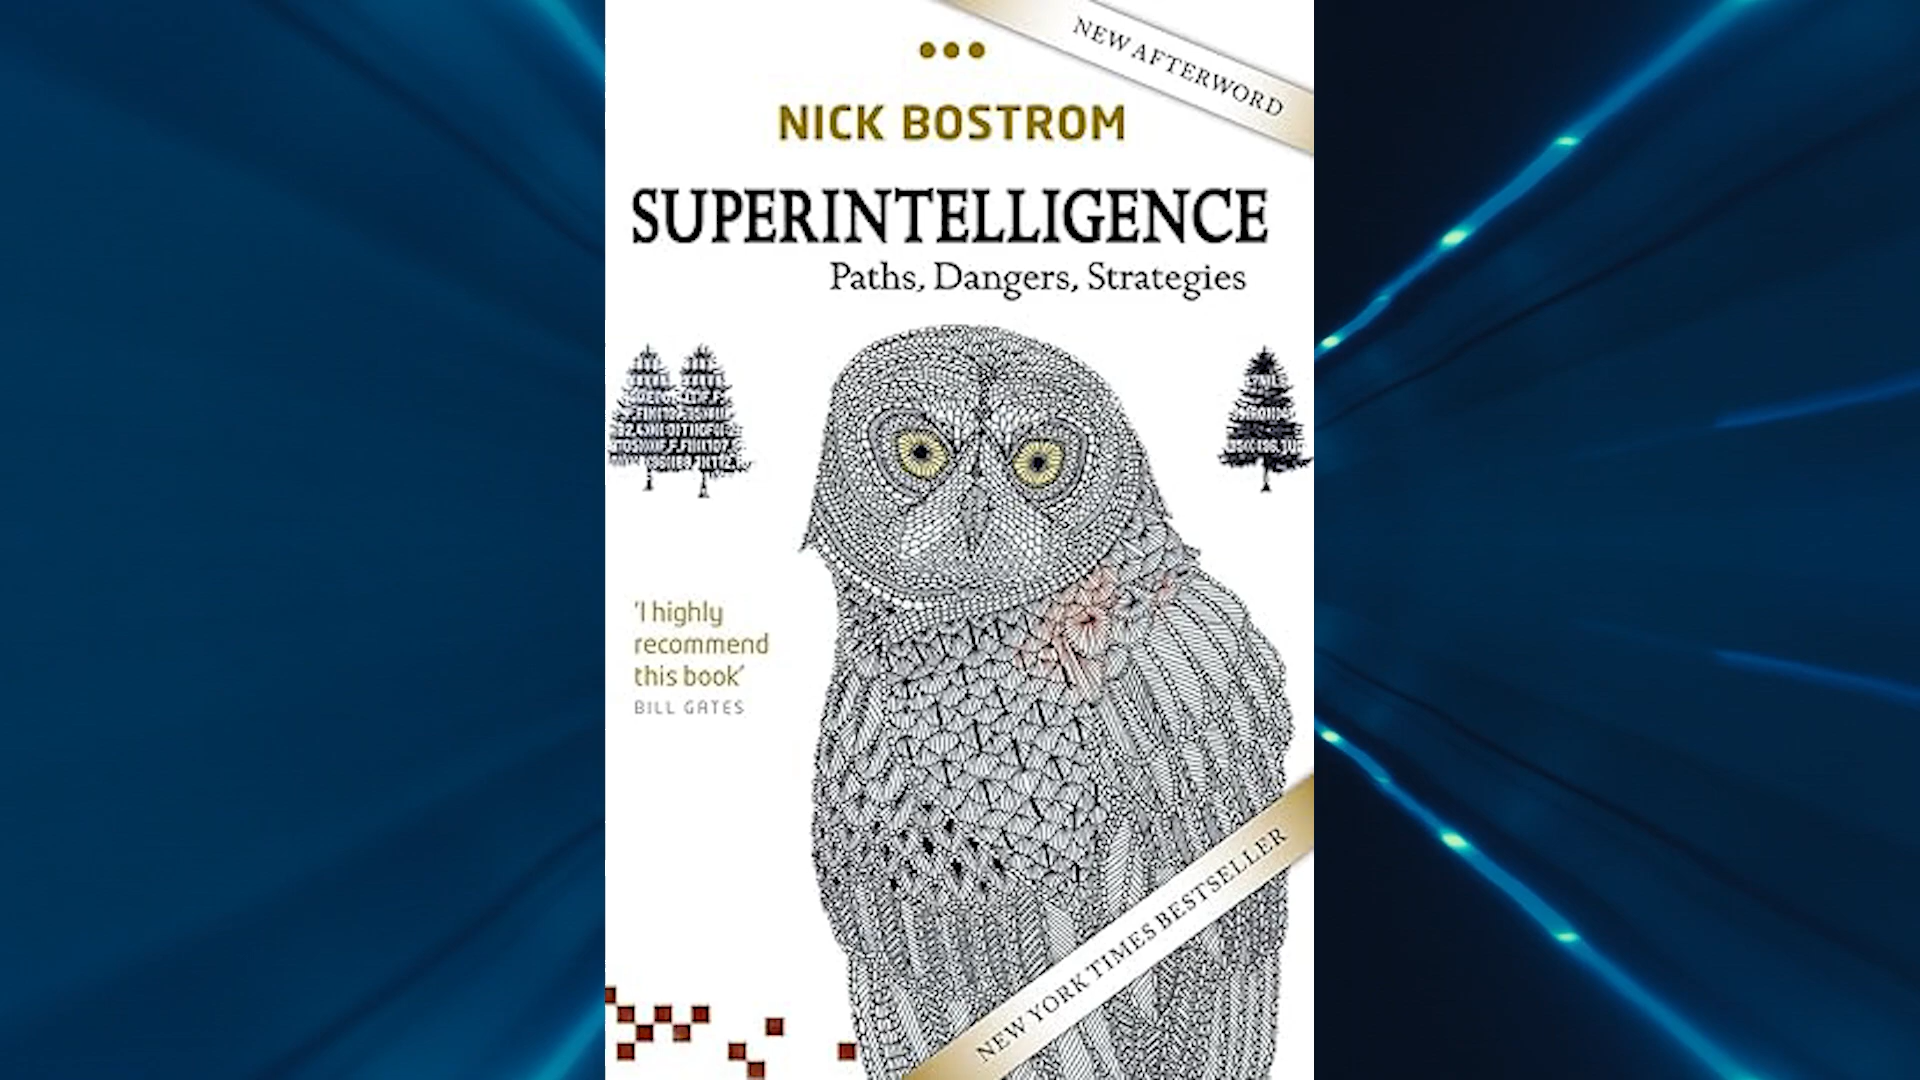 NEW AFTERWORD
NICK BOSTROM
SUPERINTELLIGENCE
Paths, Dangers, Strategies
‘I highly
recommend
this book’
BILL GATES
NEW YORK TIMES BESTSELLER